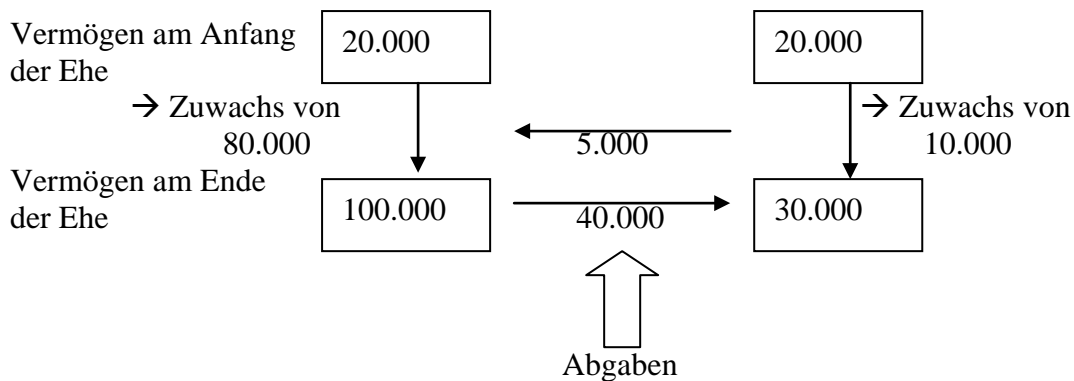 Vermögen am Anfang
der Ehe
20.000
20.000
→ Zuwachs von
80.000
5.000
→ Zuwachs von
10.000
Vermögen am Ende
der Ehe
100.000
40.000
30.000
Abgaben